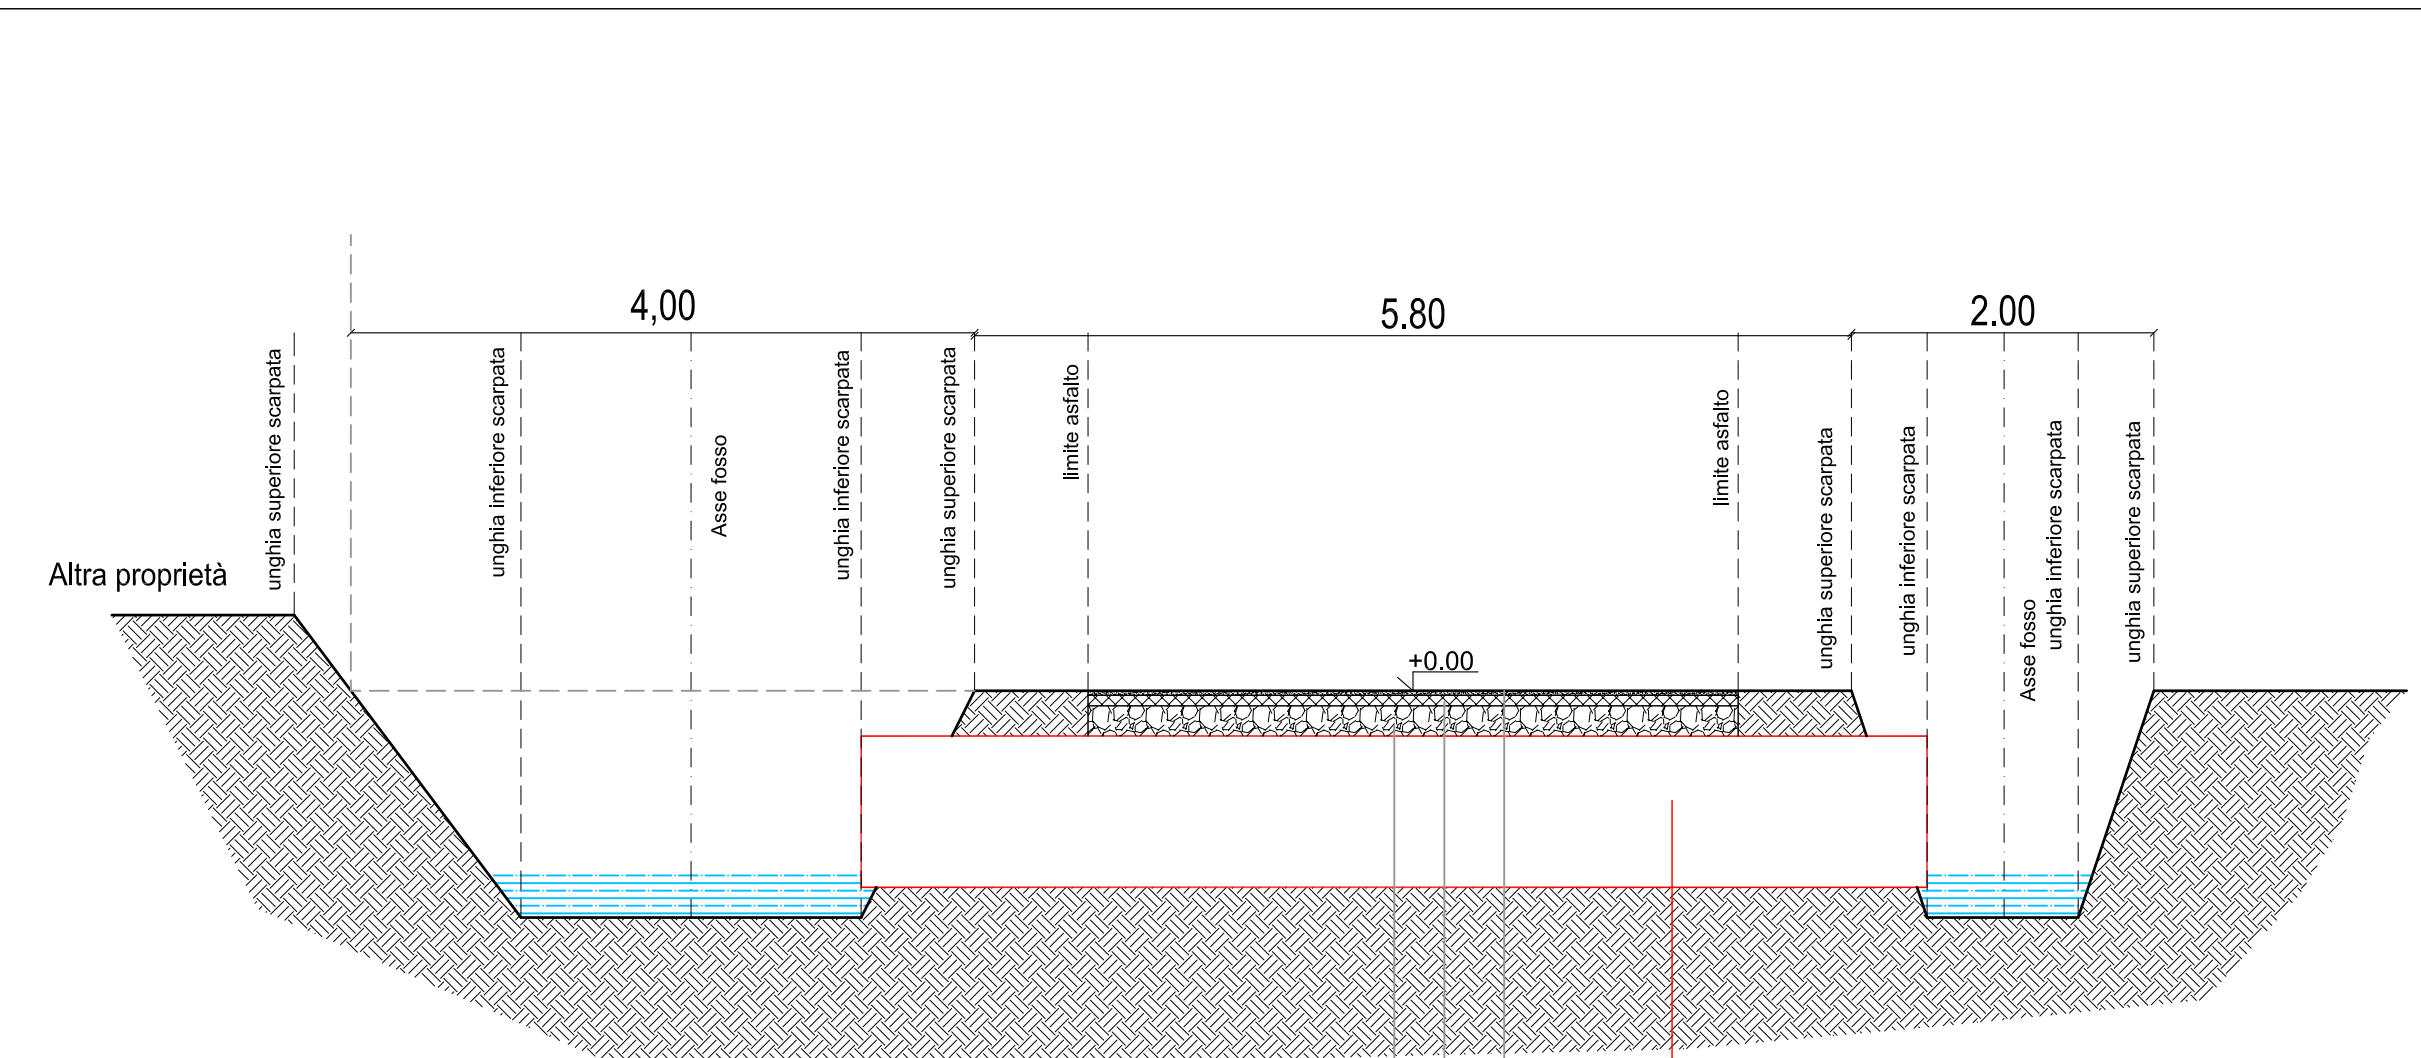 4,00
5.80
2.00
unghia superiore scarpata
unghia inferiore scarpata
Asse fosso
unghia inferiore scarpata
unghia superiore scarpata
limite asfalto
limite asfalto
unghia superiore scarpata
unghia inferiore scarpata
Asse fosso
unghia inferiore scarpata
unghia superiore scarpata
Altra proprietà
+0.00